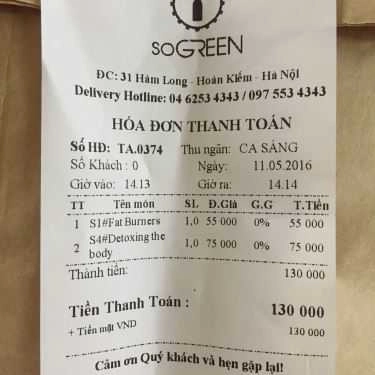 SOGREEN
ĐC: 31 Hàm Long - Hoàn Kiếm - Hà Nội
Delivery Hotline: 04 6253 4343 / 097 553 4343
HÓA ĐƠN THANH TOÁN
Số HĐ: TA.0374 Thu ngân: CA SÁNG
Số Khách : 0 Ngày: 11.05.2016
Giờ vào: 14.13 Giờ ra: 14.14
TT Tên món SL Đ.Giá G.G T.Tiền
1 S1#Fat Burners 1,0 55 000 0% 55 000
2 S4#Detoxing the body 1,0 75 000 0% 75 000
Thành tiền: 130 000
Tiền Thanh Toán : 130 000
+ Tiền mặt VND 130 000
Cảm ơn Quý khách và hẹn gặp lại!